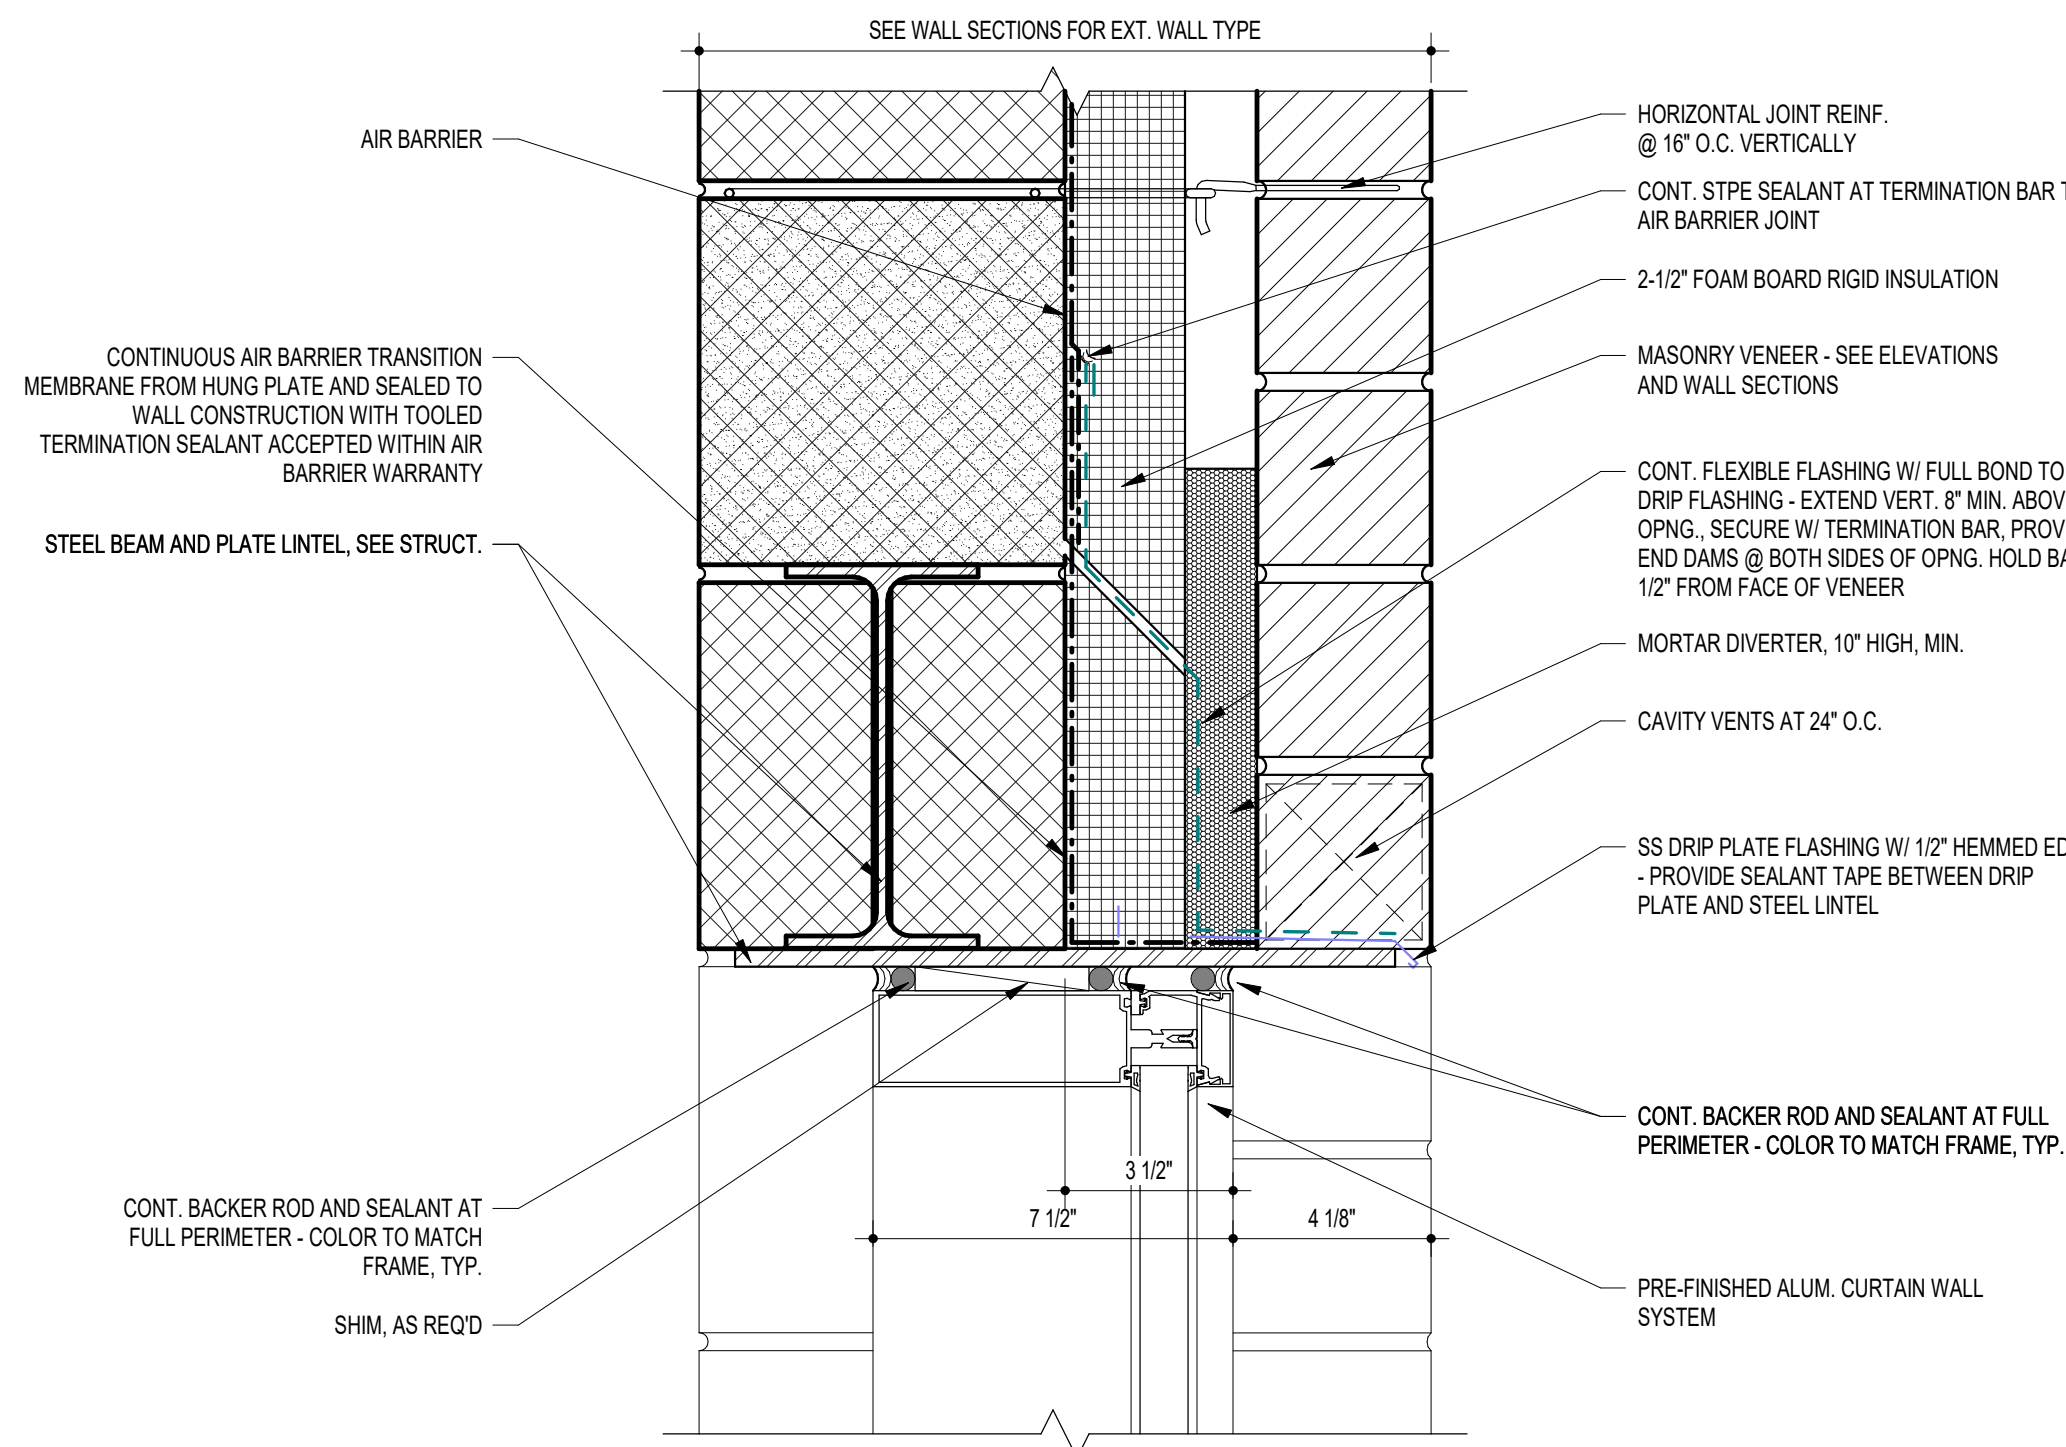 SEE WALL SECTIONS FOR EXT. WALL TYPE
AIR BARRIER
CONTINUOUS AIR BARRIER TRANSITION
MEMBRANE FROM HUNG PLATE AND SEALED TO
WALL CONSTRUCTION WITH TOOLED
TERMINATION SEALANT ACCEPTED WITHIN AIR
BARRIER WARRANTY
STEEL BEAM AND PLATE LINTEL, SEE STRUCT.
CONT. BACKER ROD AND SEALANT AT
FULL PERIMETER - COLOR TO MATCH
FRAME, TYP.
SHIM, AS REQ'D
HORIZONTAL JOINT REINF.
@ 16" O.C. VERTICALLY
CONT. STPE SEALANT AT TERMINATION BAR
AIR BARRIER JOINT
2-1/2" FOAM BOARD RIGID INSULATION
MASONRY VENEER - SEE ELEVATIONS
AND WALL SECTIONS
CONT. FLEXIBLE FLASHING W/ FULL BOND TO
DRIP FLASHING - EXTEND VERT. 8" MIN.
OPNG., SECURE W/ TERMINATION BAR,
END DAMS @ BOTH SIDES OF OPNG. HOLD
1/2" FROM FACE OF VENEER
MORTAR DIVERTER, 10" HIGH, MIN.
CAVITY VENTS AT 24" O.C.
SS DRIP PLATE FLASHING W/ 1/2" HEMMED
- PROVIDE SEALANT TAPE BETWEEN DRIP
PLATE AND STEEL LINTEL
CONT. BACKER ROD AND SEALANT AT FULL
PERIMETER - COLOR TO MATCH FRAME, TYP.
PRE-FINISHED ALUM. CURTAIN WALL
SYSTEM
3 1/2"
7 1/2"
4 1/8"